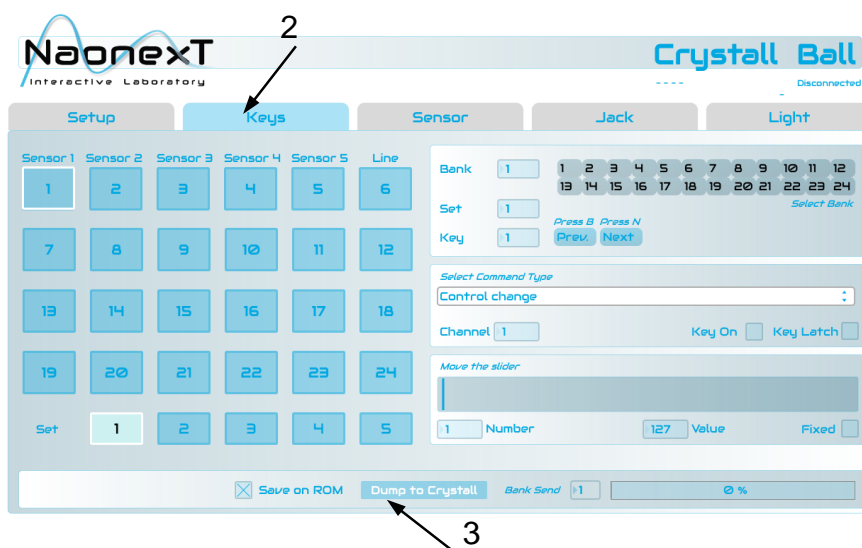 2
NaonexT
Interactive Laboratory
Crystall Ball
---- _ Disconnected
Setup Keys Sensor Jack Light
Sensor 1 Sensor 2 Sensor 3 Sensor 4 Sensor 5 Line
1 2 3 4 5 6
7 8 9 10 11 12
13 14 15 16 17 18
19 20 21 22 23 24
Set 1 2 3 4 5
Bank 1 1 2 3 4 5 6 7 8 9 10 11 12
13 14 15 16 17 18 19 20 21 22 23 24
Set 1 Select Bank
Press B Press N
Key 1 Prev. Next
Select Command Type
Control change
Channel 1 Key On Key Latch
Move the slider
1 Number 127 Value Fixed
Save on ROM Dump to Crystall Bank Send 1 0 %
3